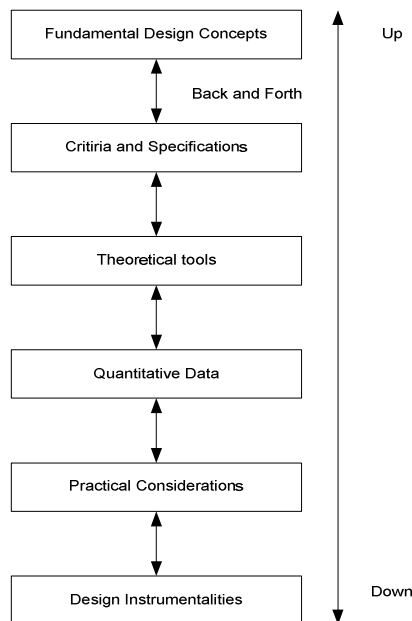 Fundamental Design Concepts
Up
Back and Forth
Critiria and Specifications
Theoretical tools
Quantitative Data
Practical Considerations
Down
Design Instrumentalities